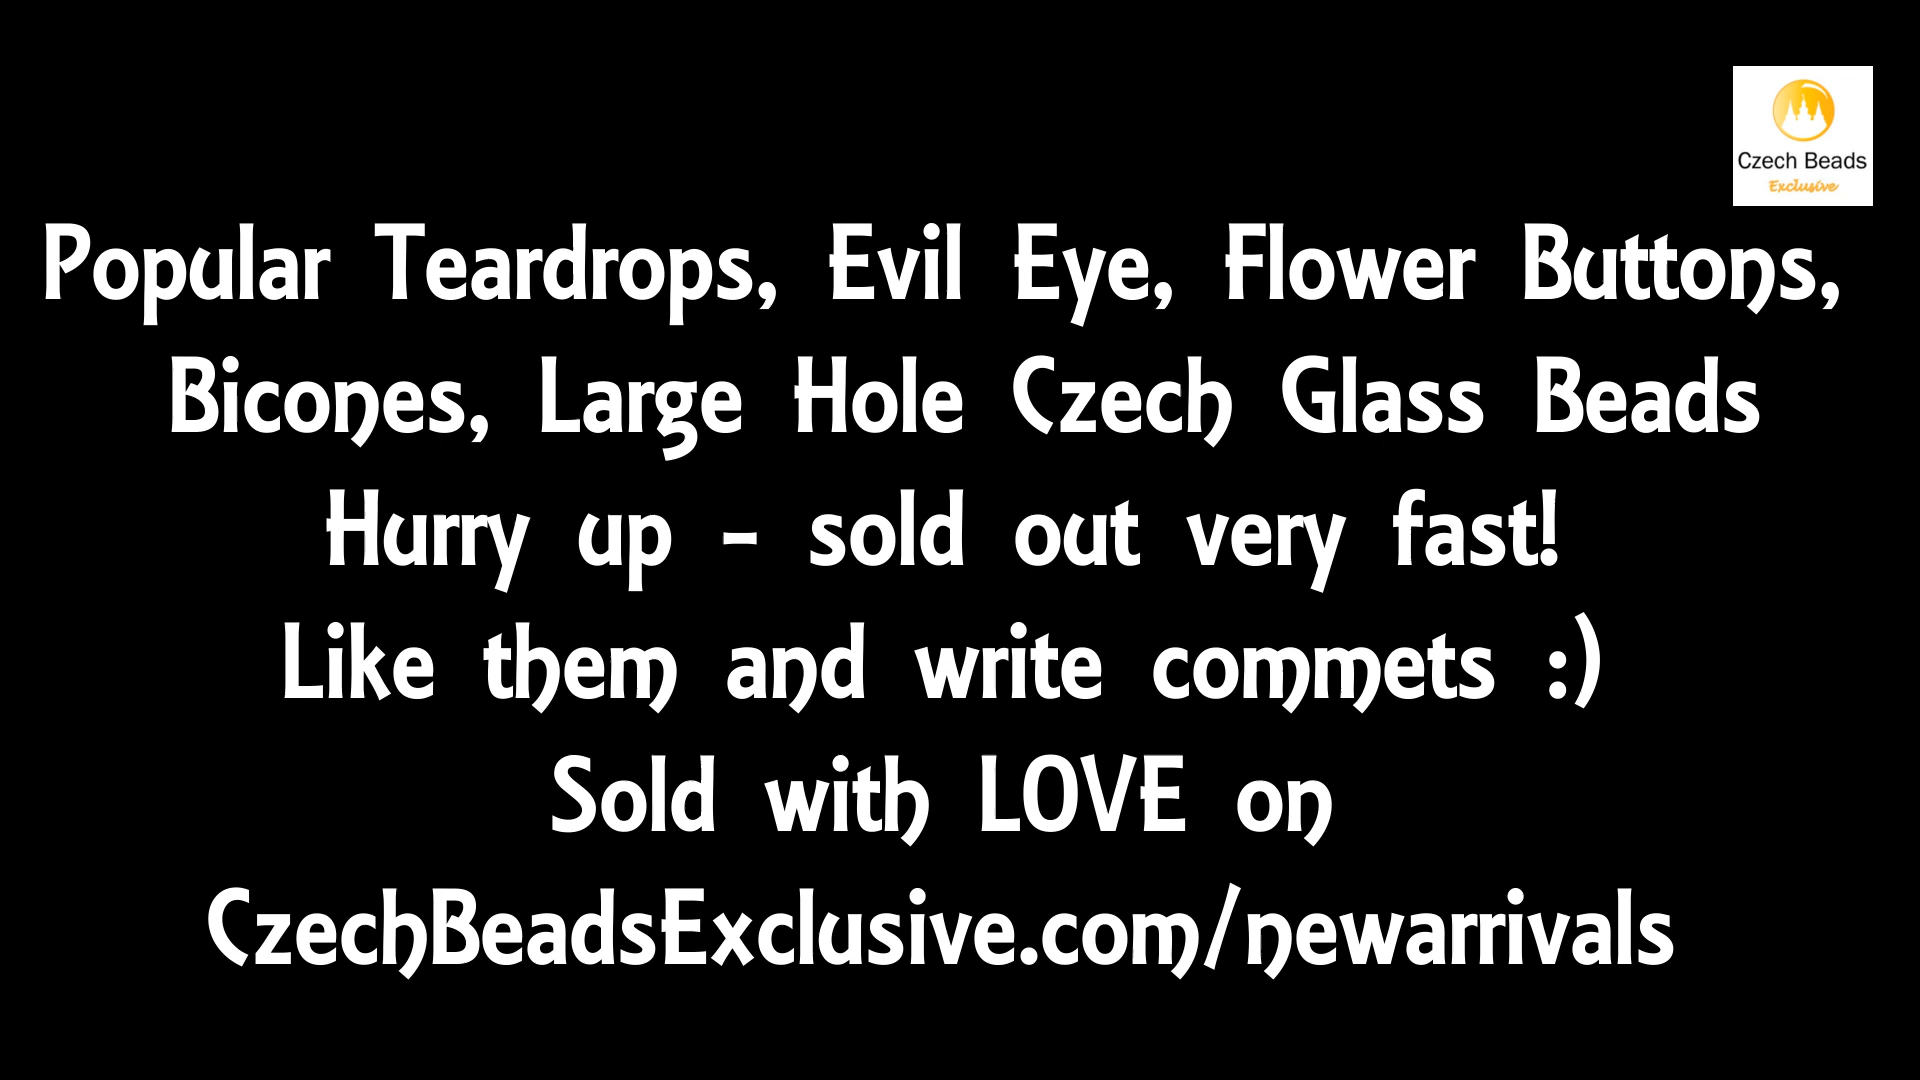 Czech Beads
Exclusive
Popular Teardrops, Evil Eye, Flower Buttons,
Bicones, Large Hole Czech Glass Beads
Hurry up - sold out very fast!
Like them and write commets :)
Sold with LOVE on
CzechBeadsExclusive.com/newarrivals